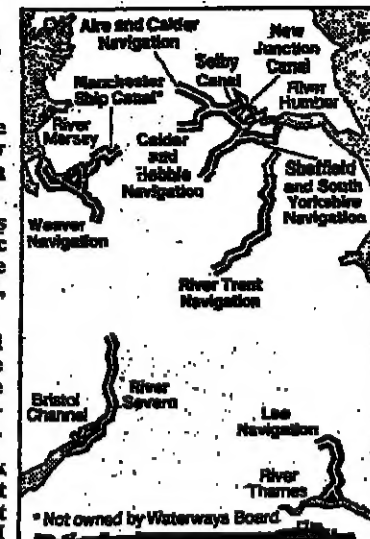 Aire and Calder
Navigation
New
Junction
Canal
Selby
Canal
Manchester
Ship Canal*
River
Humber
River
Mersey
Calder
and
Hebble
Navigation
Sheffield
and South
Yorkshire
Navigation
Weaver
Navigation
River Trent
Navigation
Bristol
Channel
River
Severn
Lee
Navigation
River
Thames
* Not owned by Waterways Board